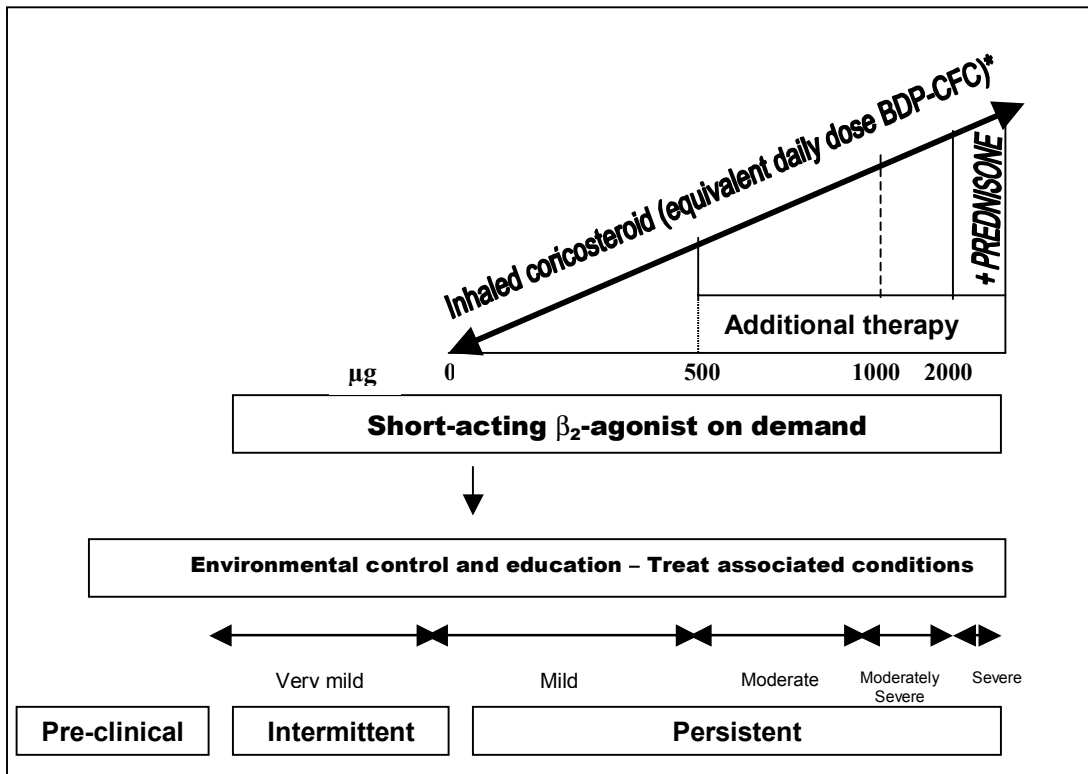 Inhaled coricosteroid (equivalent daily dose BDP-CFC)*
+ PREDNISONE
Additional therapy
µg 0 500 1000 2000
Short-acting β₂-agonist on demand
Environmental control and education – Treat associated conditions
Very mild Mild Moderate Moderately Severe Severe
Pre-clinical Intermittent Persistent